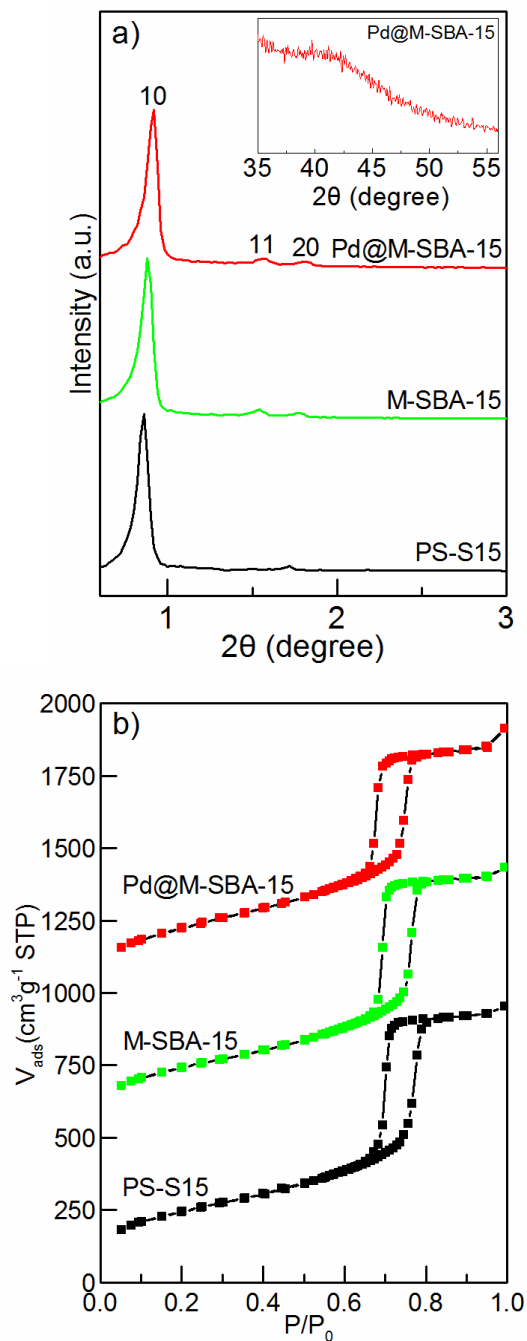 a)
Pd@M-SBA-15
35 40 45 50 55
2θ (degree)
10
11 20
Pd@M-SBA-15
M-SBA-15
PS-S15
Intensity (a.u.)
1 2 3
2θ (degree)
b)
2000
1750
1500
1250
1000
750
500
250
0
V_ads(cm³g⁻¹ STP)
Pd@M-SBA-15
M-SBA-15
PS-S15
0.0 0.2 0.4 0.6 0.8 1.0
P/P₀